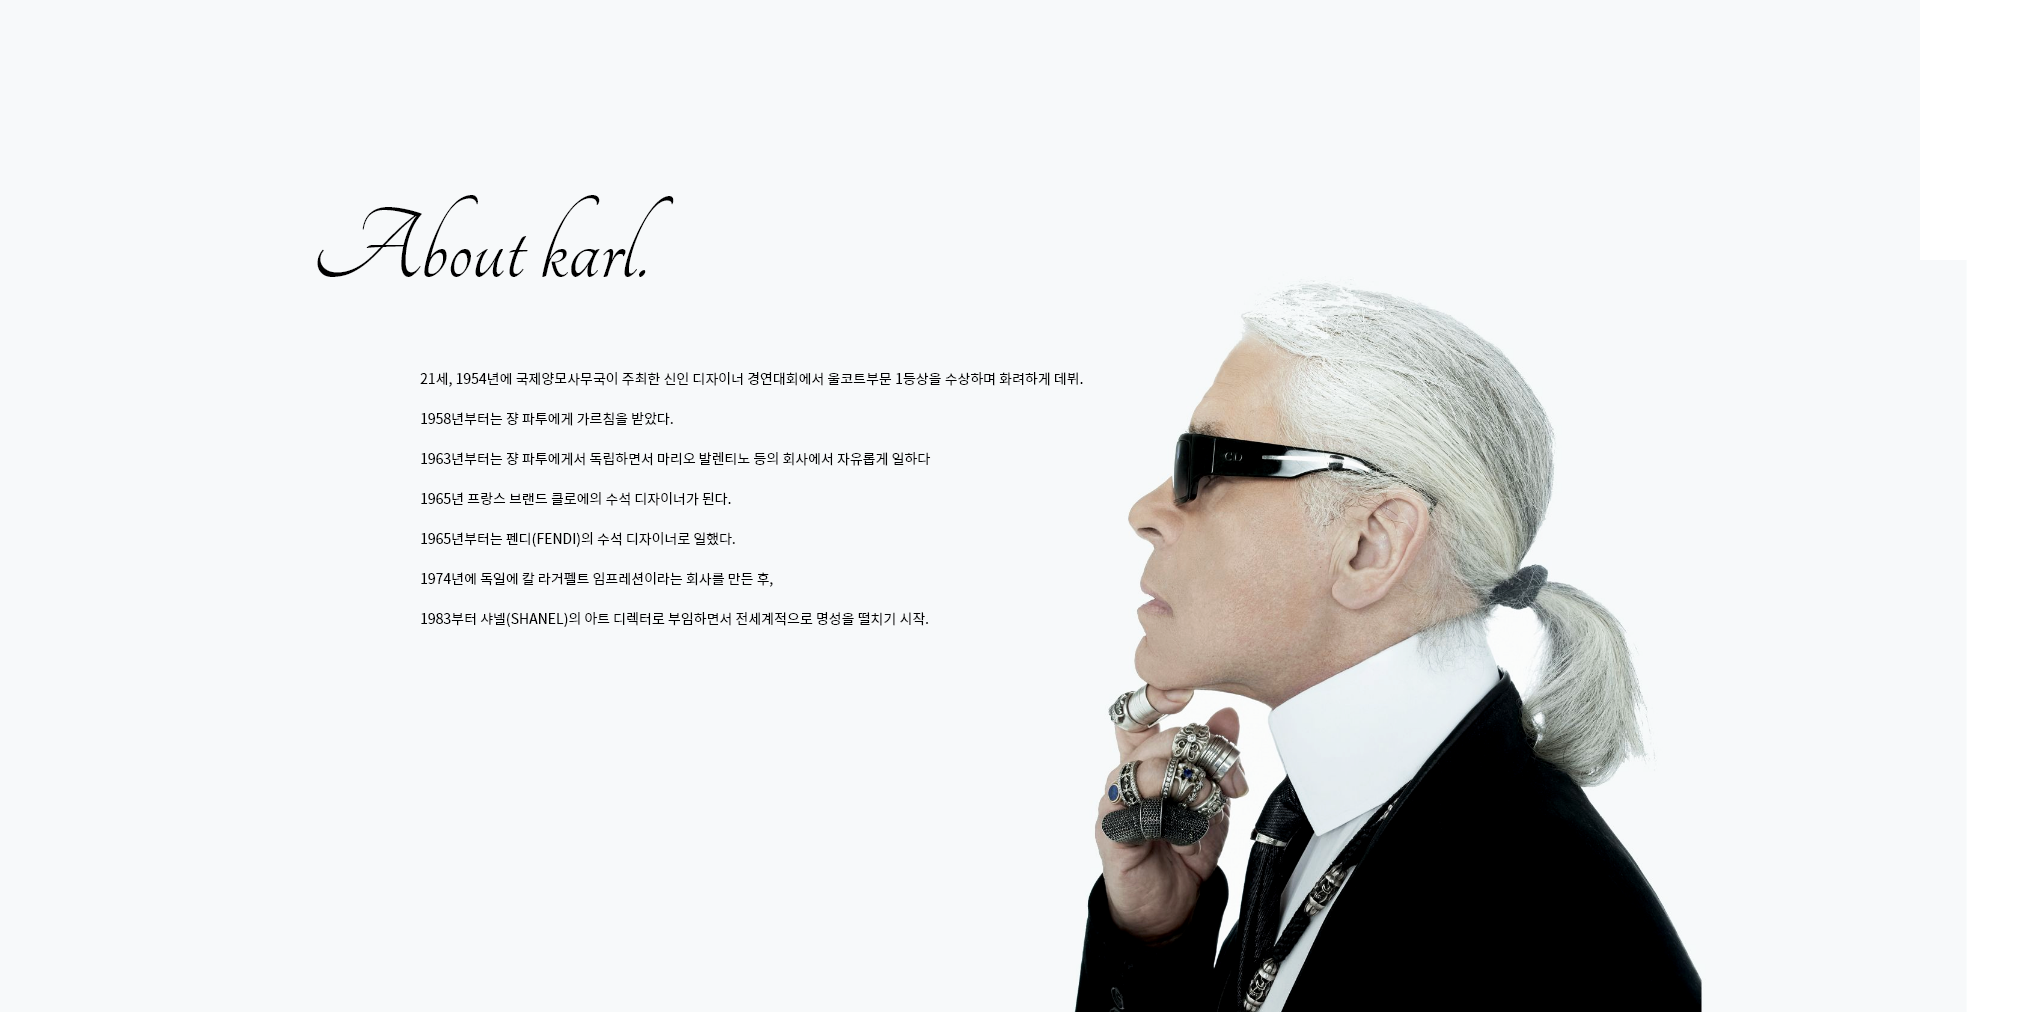 About karl.
21세, 1954년에 국제양모사무국이 주최한 신인 디자이너 경연대회에서 울코트부문 1등상을 수상하며 화려하게 데뷔.
1958년부터는 쟝 파투에게 가르침을 받았다.
1963년부터는 쟝 파투에게서 독립하면서 마리오 발렌티노 등의 회사에서 자유롭게 일하다
1965년 프랑스 브랜드 클로에의 수석 디자이너가 된다.
1965년부터는 펜디(FENDI)의 수석 디자이너로 일했다.
1974년에 독일에 칼 라거펠트 임프레션이라는 회사를 만든 후,
1983부터 샤넬(SHANEL)의 아트 디렉터로 부임하면서 전세계적으로 명성을 떨치기 시작.